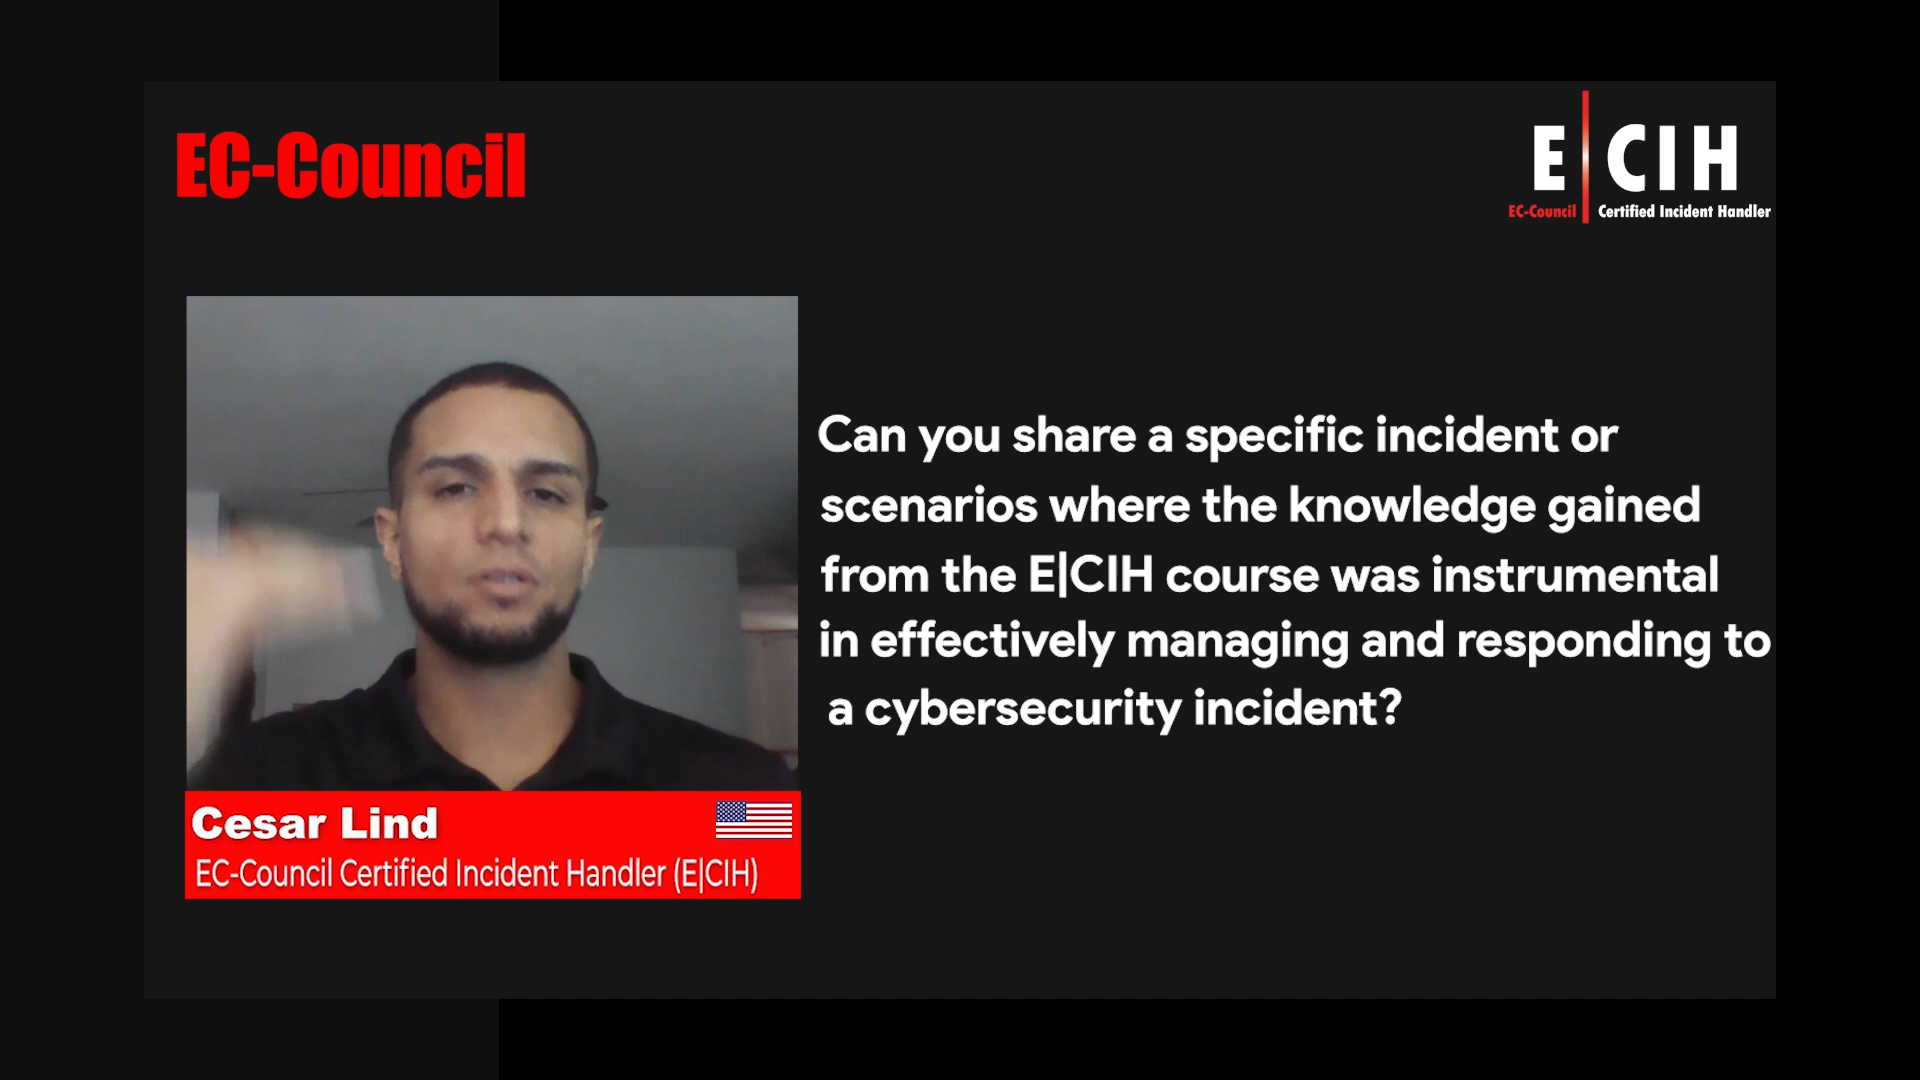 EC-Council
E|CIH
EC-Council Certified Incident Handler
Can you share a specific incident or
scenarios where the knowledge gained
from the E|CIH course was instrumental
in effectively managing and responding to
a cybersecurity incident?
Cesar Lind
EC-Council Certified Incident Handler (E|CIH)